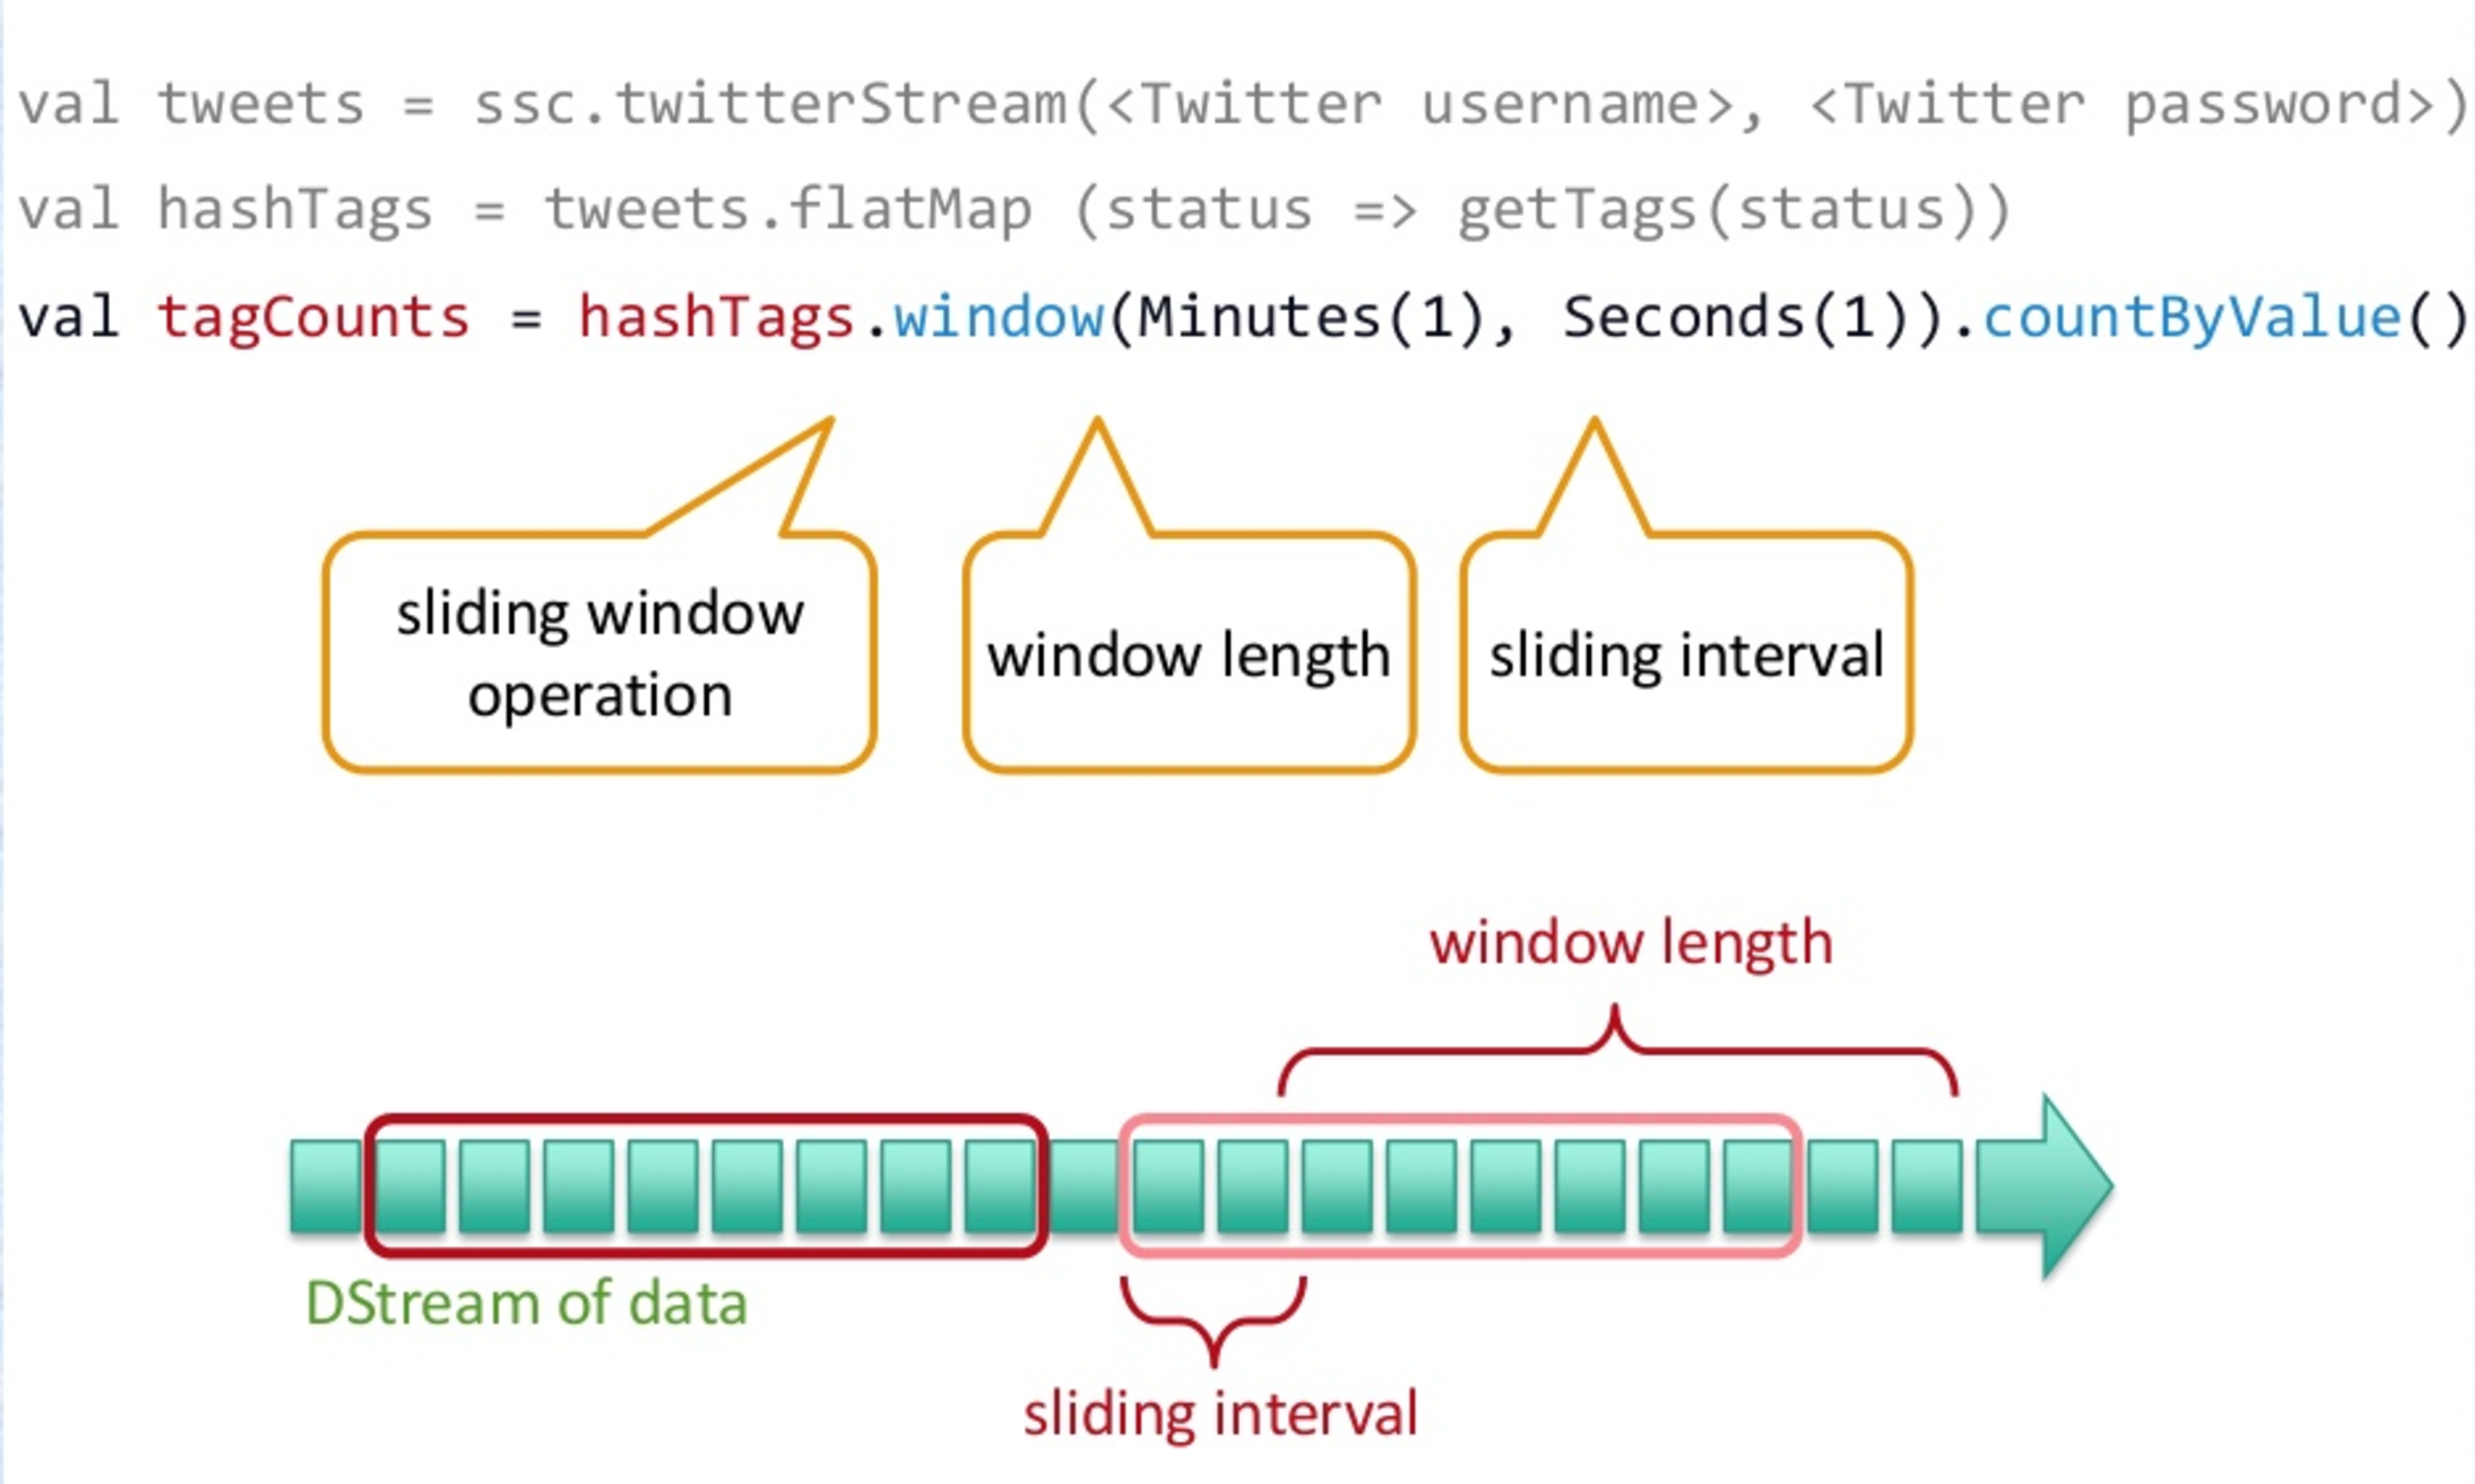 val tweets = ssc.twitterStream(<Twitter username>, <Twitter password>)
val hashTags = tweets.flatMap (status => getTags(status))
val tagCounts = hashTags.window(Minutes(1), Seconds(1)).countByValue()
sliding window
operation
window length
sliding interval
window length
DStream of data
sliding interval